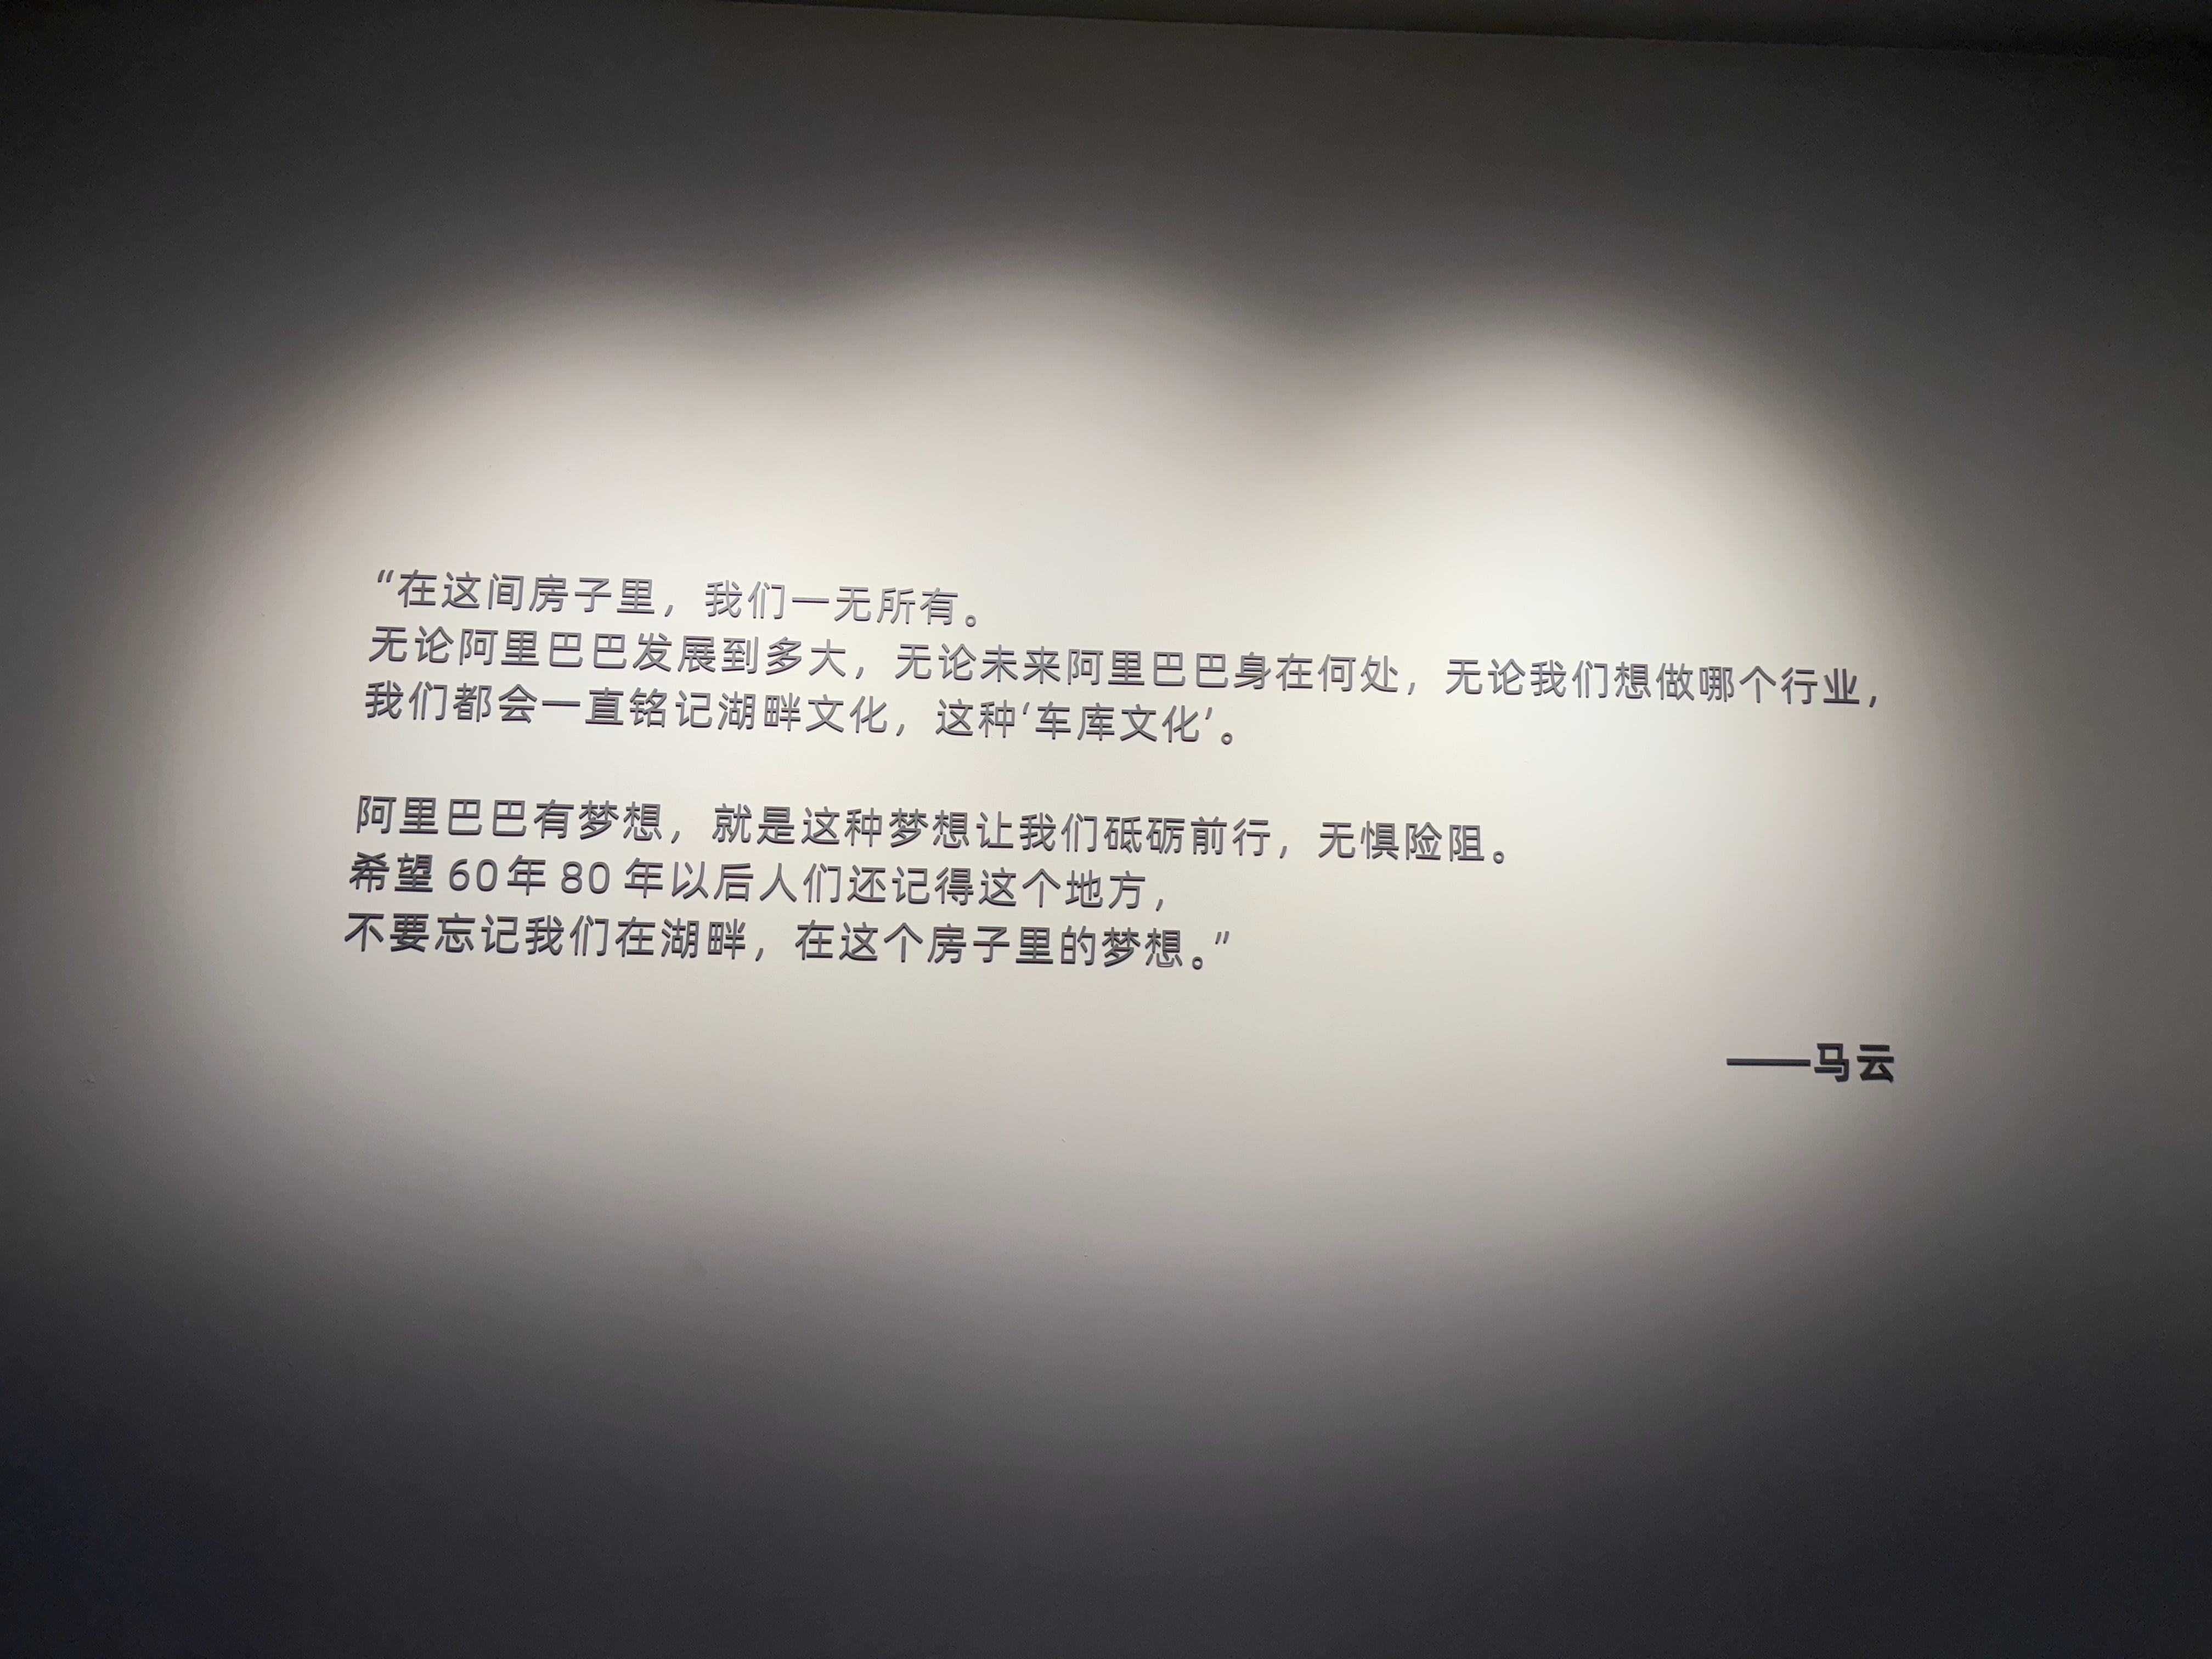 “在这间房子里，我们一无所有。
无论阿里巴巴发展到多大，无论未来阿里巴巴身在何处，无论我们想做哪个行业，
我们都会一直铭记湖畔文化，这种‘车库文化’。
阿里巴巴有梦想，就是这种梦想让我们砥砺前行，无惧险阻。
希望 60年 80 年以后人们还记得这个地方，
不要忘记我们在湖畔，在这个房子里的梦想。”
——马云